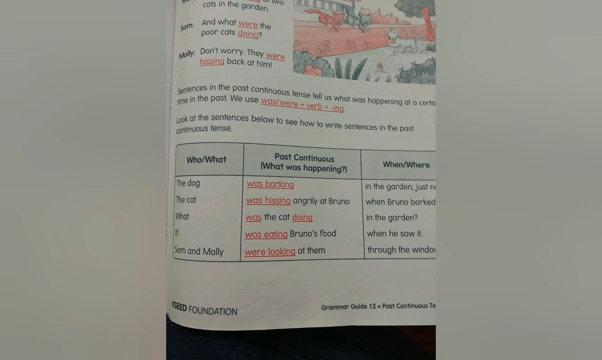 at two
cats in the garden.
Sam: And what were the
poor cats doing?
Molly: Don't worry. They were
hissing back at him!
Sentences in the past continuous tense tell us what was happening at a certa
time in the past. We use was/were + verb + -ing.
Look at the sentences below to see how to write sentences in the past
continuous tense.
Who/What Past Continuous When/Where
(What was happening?)
The dog was barking in the garden, just
The cat was hissing angrily at Bruno when Bruno barked
What was the cat doing in the garden?
It was eating Bruno's food when he saw it.
Sam and Molly were looking at them through the windo
XSEED FOUNDATION Grammar Guide 12 • Past Continuous Te